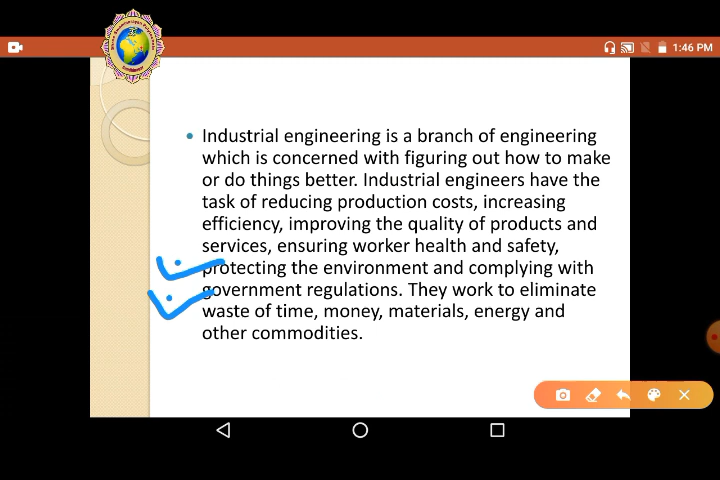 1:46 PM
Industrial engineering is a branch of engineering
which is concerned with figuring out how to make
or do things better. Industrial engineers have the
task of reducing production costs, increasing
efficiency, improving the quality of products and
services, ensuring worker health and safety,
protecting the environment and complying with
government regulations. They work to eliminate
waste of time, money, materials, energy and
other commodities.